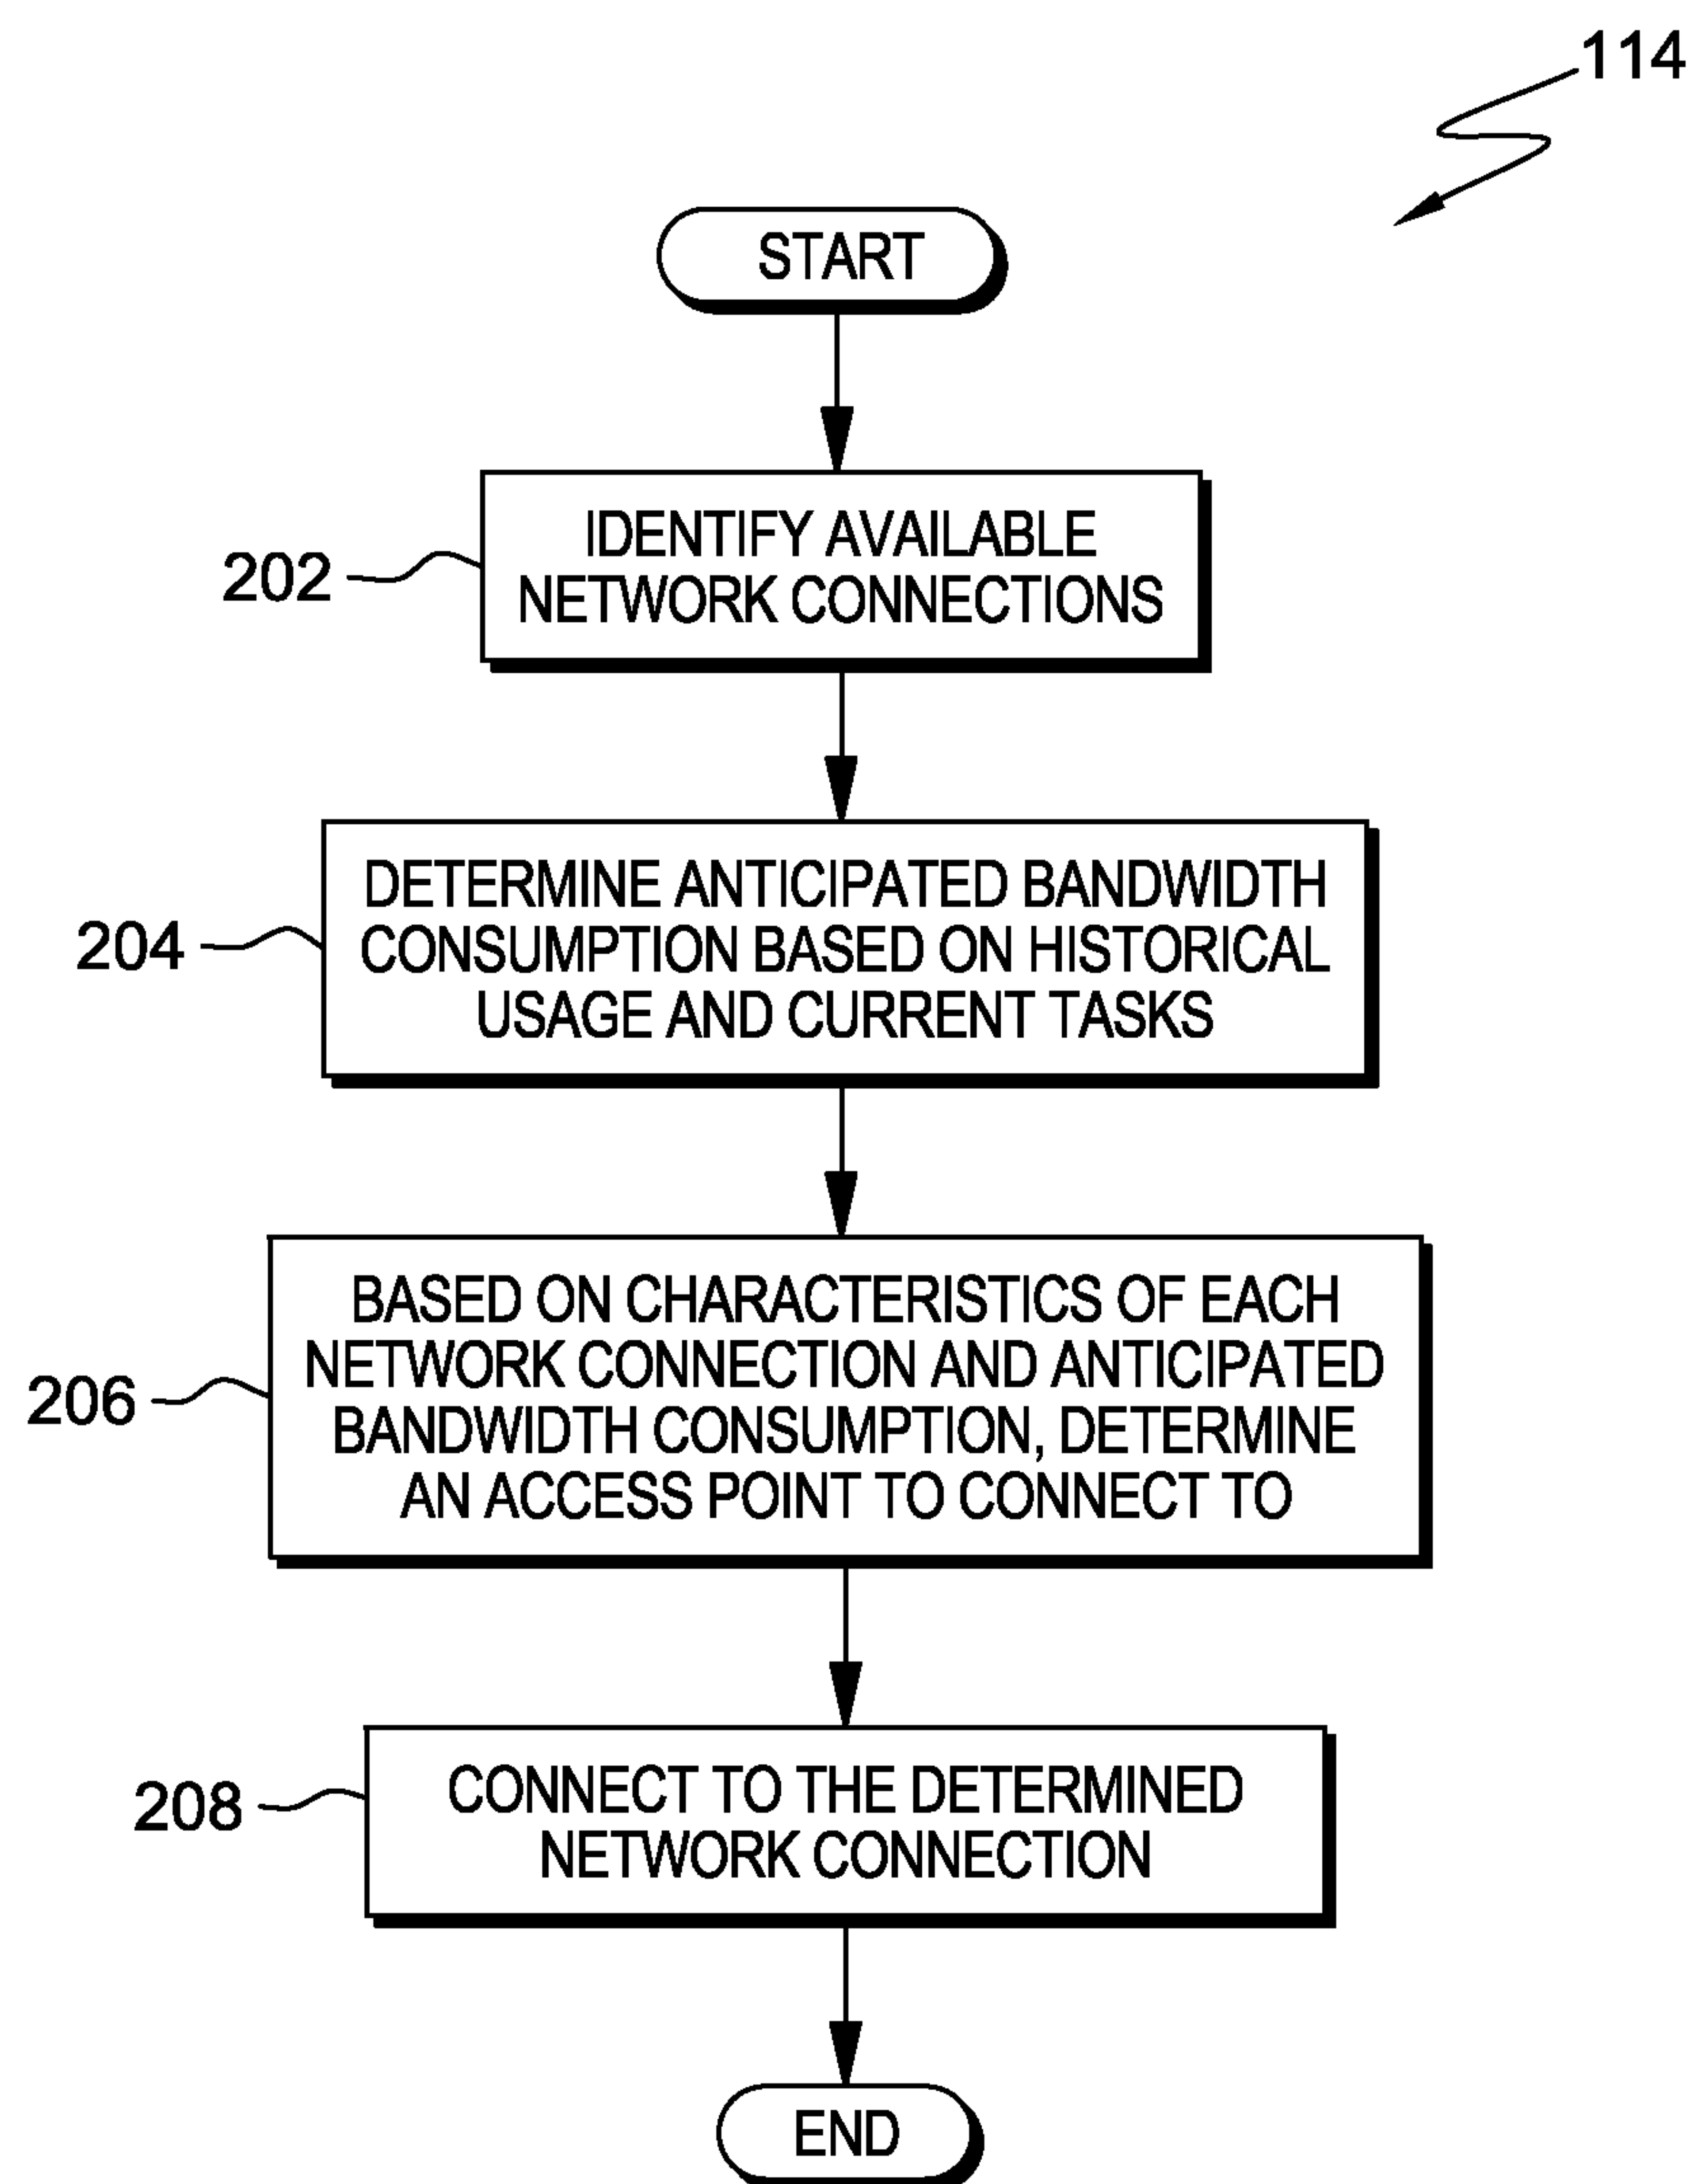 114
START
202
IDENTIFY AVAILABLE
NETWORK CONNECTIONS
204
DETERMINE ANTICIPATED BANDWIDTH
CONSUMPTION BASED ON HISTORICAL
USAGE AND CURRENT TASKS
206
BASED ON CHARACTERISTICS OF EACH
NETWORK CONNECTION AND ANTICIPATED
BANDWIDTH CONSUMPTION, DETERMINE
AN ACCESS POINT TO CONNECT TO
208
CONNECT TO THE DETERMINED
NETWORK CONNECTION
END